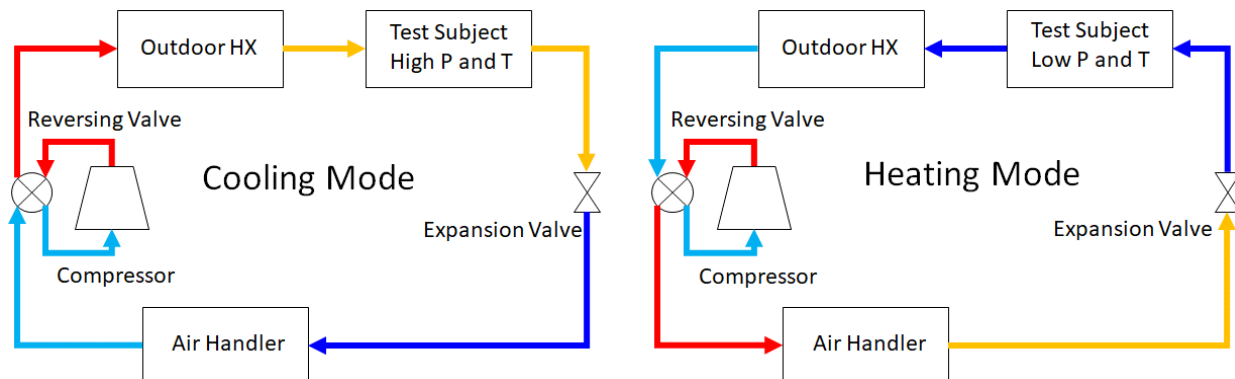 Outdoor HX
Test Subject
High P and T
Reversing Valve
Cooling Mode
Expansion Valve
Compressor
Air Handler
Outdoor HX
Test Subject
Low P and T
Reversing Valve
Heating Mode
Expansion Valve
Compressor
Air Handler